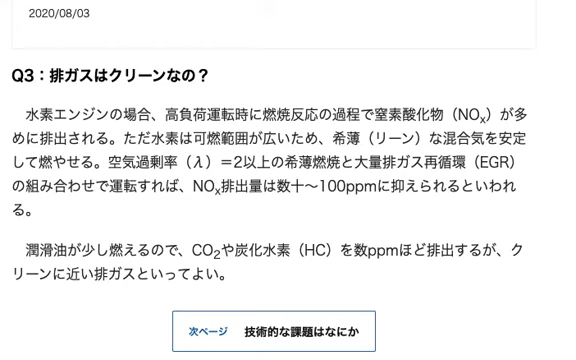 2020/08/03
Q3：排ガスはクリーンなの？
水素エンジンの場合、高負荷運転時に燃焼反応の過程で窒素酸化物（NOx）が多
めに排出される。ただ水素は可燃範囲が広いため、希薄（リーン）な混合気を安定
して燃やせる。空気過剰率（λ）＝2以上の希薄燃焼と大量排ガス再循環（EGR）
の組み合わせで運転すれば、NOx排出量は数十〜100ppmに抑えられるといわれ
る。
潤滑油が少し燃えるので、CO2や炭化水素（HC）を数ppmほど排出するが、ク
リーンに近い排ガスといってよい。
次ページ 技術的な課題はなにか